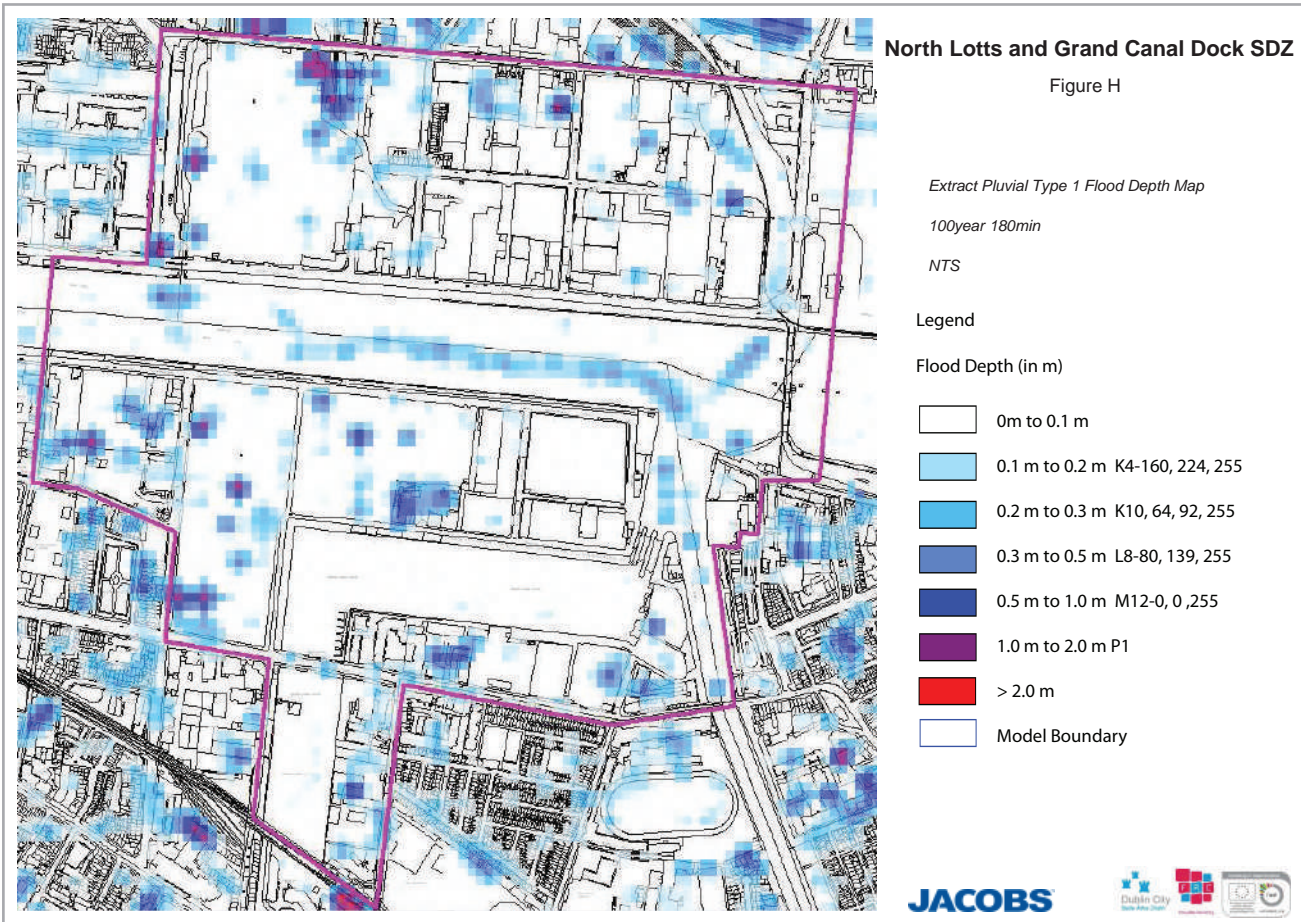 North Lotts and Grand Canal Dock SDZ
Figure H
Extract Pluvial Type 1 Flood Depth Map
100year 180min
NTS
Legend
Flood Depth (in m)
0m to 0.1 m
0.1 m to 0.2 m K4-160, 224, 255
0.2 m to 0.3 m K10, 64, 92, 255
0.3 m to 0.5 m L8-80, 139, 255
0.5 m to 1.0 m M12-0, 0 ,255
1.0 m to 2.0 m P1
> 2.0 m
Model Boundary
JACOBS
Dublin City